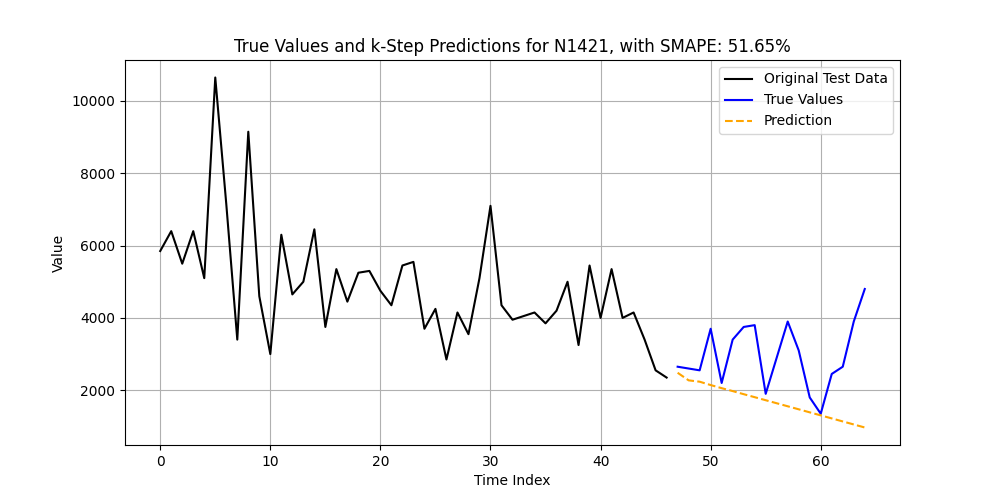 True Values and k-Step Predictions for N1421, with SMAPE: 51.65%
Original Test Data
True Values
Prediction
10000
8000
6000
4000
2000
Value
0 10 20 30 40 50 60
Time Index